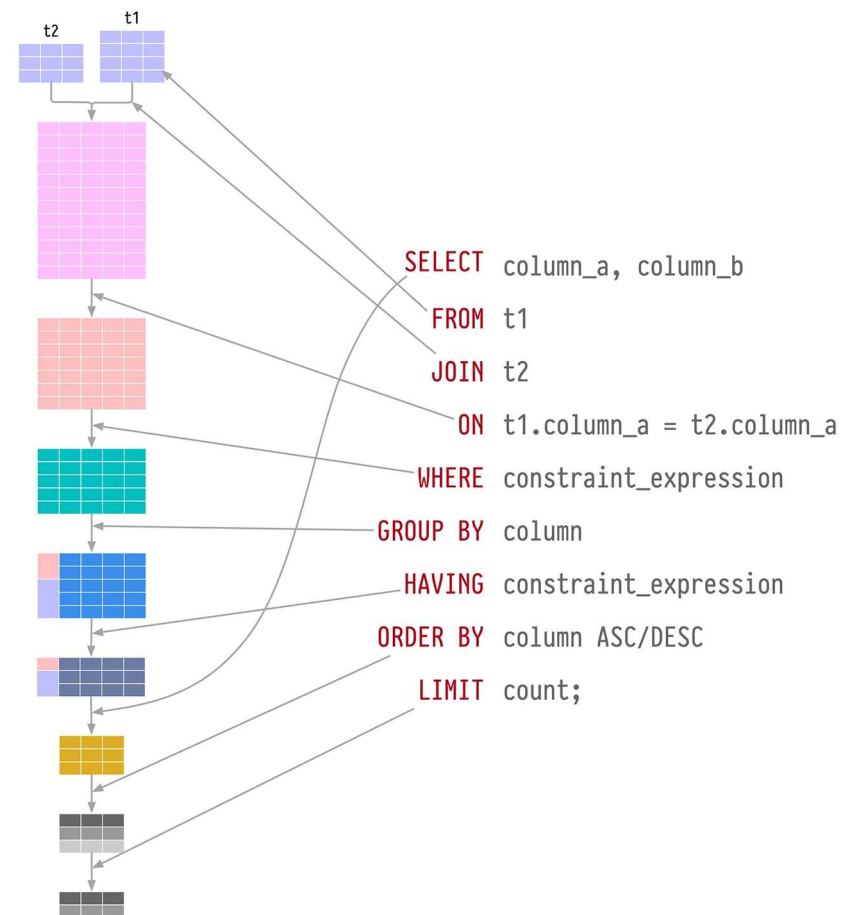 t2
t1
SELECT column_a, column_b
FROM t1
JOIN t2
ON t1.column_a = t2.column_a
WHERE constraint_expression
GROUP BY column
HAVING constraint_expression
ORDER BY column ASC/DESC
LIMIT count;